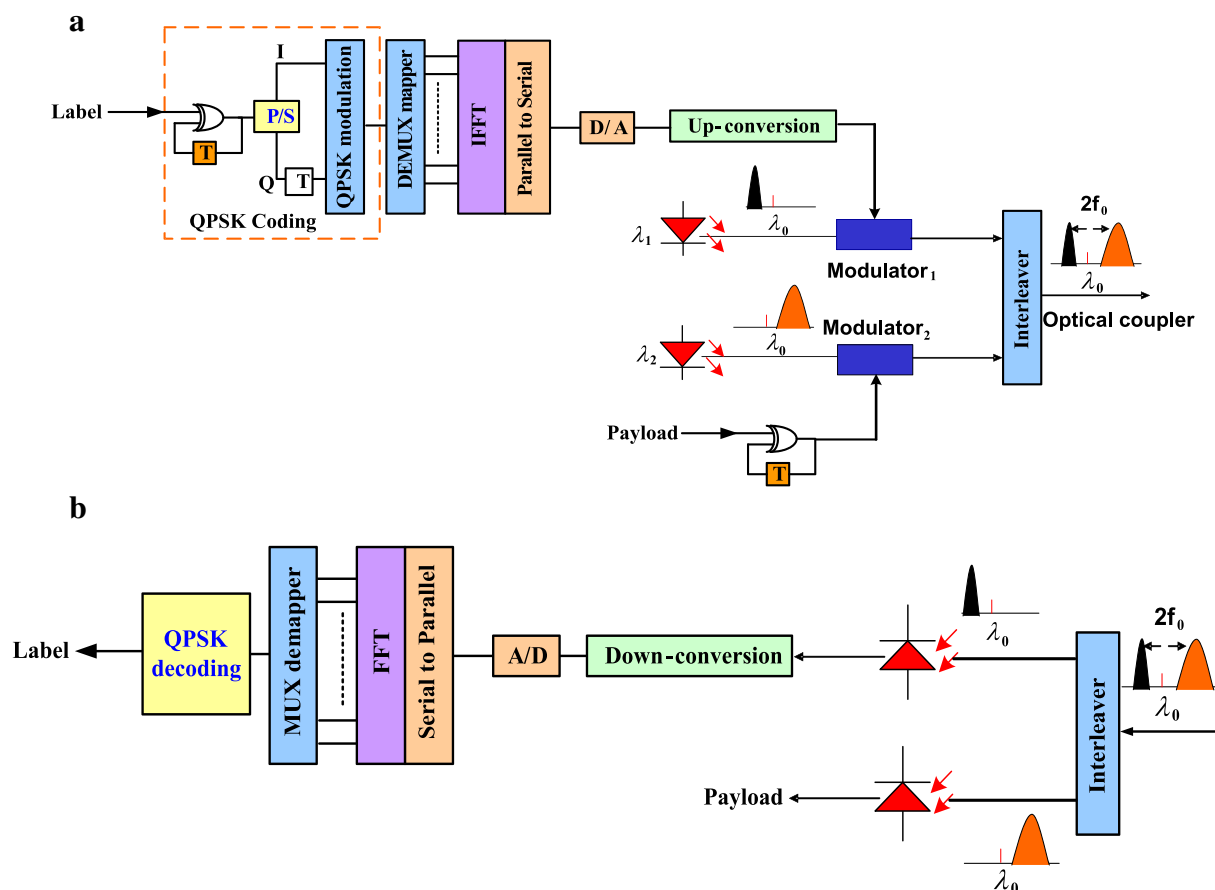 a
Label
T
P/S
I
Q
T
QPSK modulation
QPSK Coding
DEMUX mapper
IFFT
Parallel to Serial
D/A
Up-conversion
λ1
λ0
Modulator1
λ2
λ0
Modulator2
Payload
T
Interleaver
2f0
λ0
Optical coupler
b
Label
QPSK
decoding
MUX demapper
FFT
Serial to Parallel
A/D
Down-conversion
λ0
Payload
λ0
Interleaver
2f0
λ0